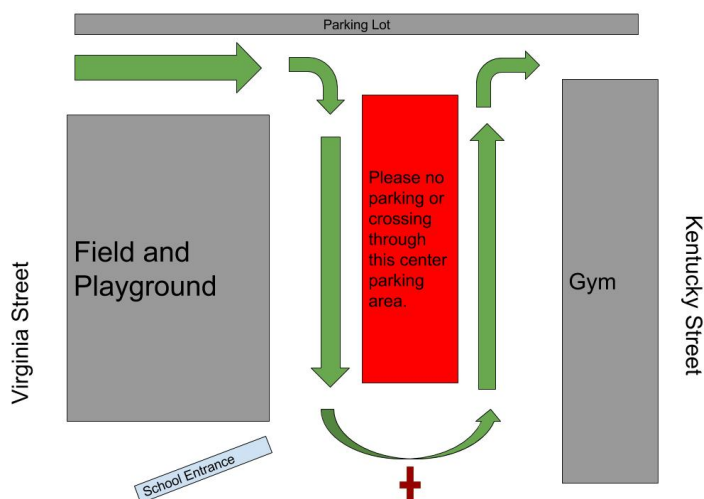 Parking Lot
Please no
parking or
crossing
through
this center
parking
area.
Field and
Playground
Gym
Virginia Street
Kentucky Street
School Entrance